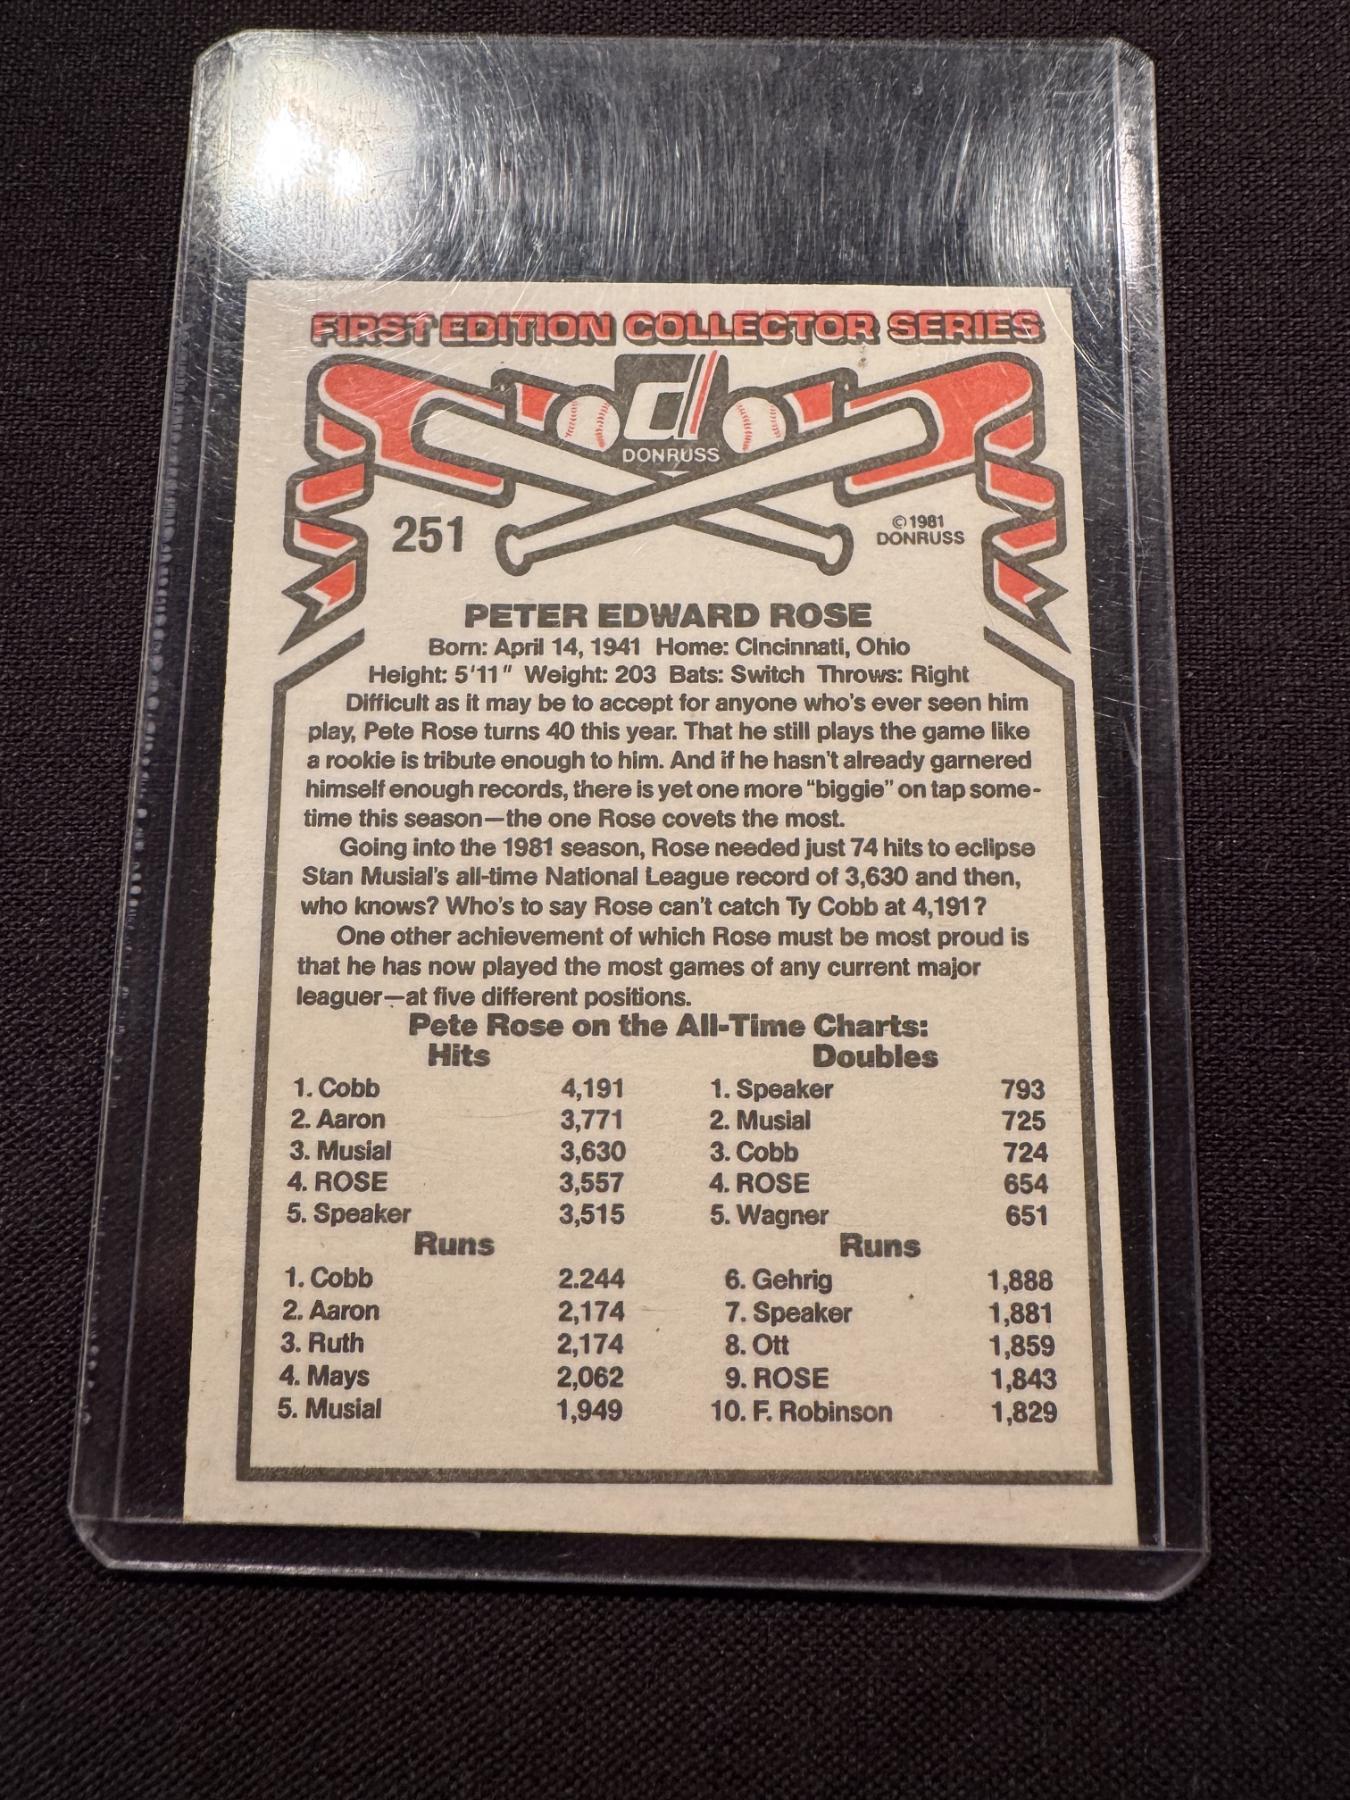 FIRST EDITION COLLECTOR SERIES
d
DONRUSS
251
© 1981
DONRUSS
PETER EDWARD ROSE
Born: April 14, 1941 Home: Cincinnati, Ohio
Height: 5'11" Weight: 203 Bats: Switch Throws: Right
Difficult as it may be to accept for anyone who's ever seen him
play, Pete Rose turns 40 this year. That he still plays the game like
a rookie is tribute enough to him. And if he hasn't already garnered
himself enough records, there is yet one more "biggie" on tap some-
time this season—the one Rose covets the most.
Going into the 1981 season, Rose needed just 74 hits to eclipse
Stan Musial's all-time National League record of 3,630 and then,
who knows? Who's to say Rose can't catch Ty Cobb at 4,191?
One other achievement of which Rose must be most proud is
that he has now played the most games of any current major
leaguer—at five different positions.
Pete Rose on the All-Time Charts:
Hits Doubles
1. Cobb 4,191 1. Speaker 793
2. Aaron 3,771 2. Musial 725
3. Musial 3,630 3. Cobb 724
4. ROSE 3,557 4. ROSE 654
5. Speaker 3,515 5. Wagner 651
Runs Runs
1. Cobb 2.244 6. Gehrig 1,888
2. Aaron 2,174 7. Speaker 1,881
3. Ruth 2,174 8. Ott 1,859
4. Mays 2,062 9. ROSE 1,843
5. Musial 1,949 10. F. Robinson 1,829